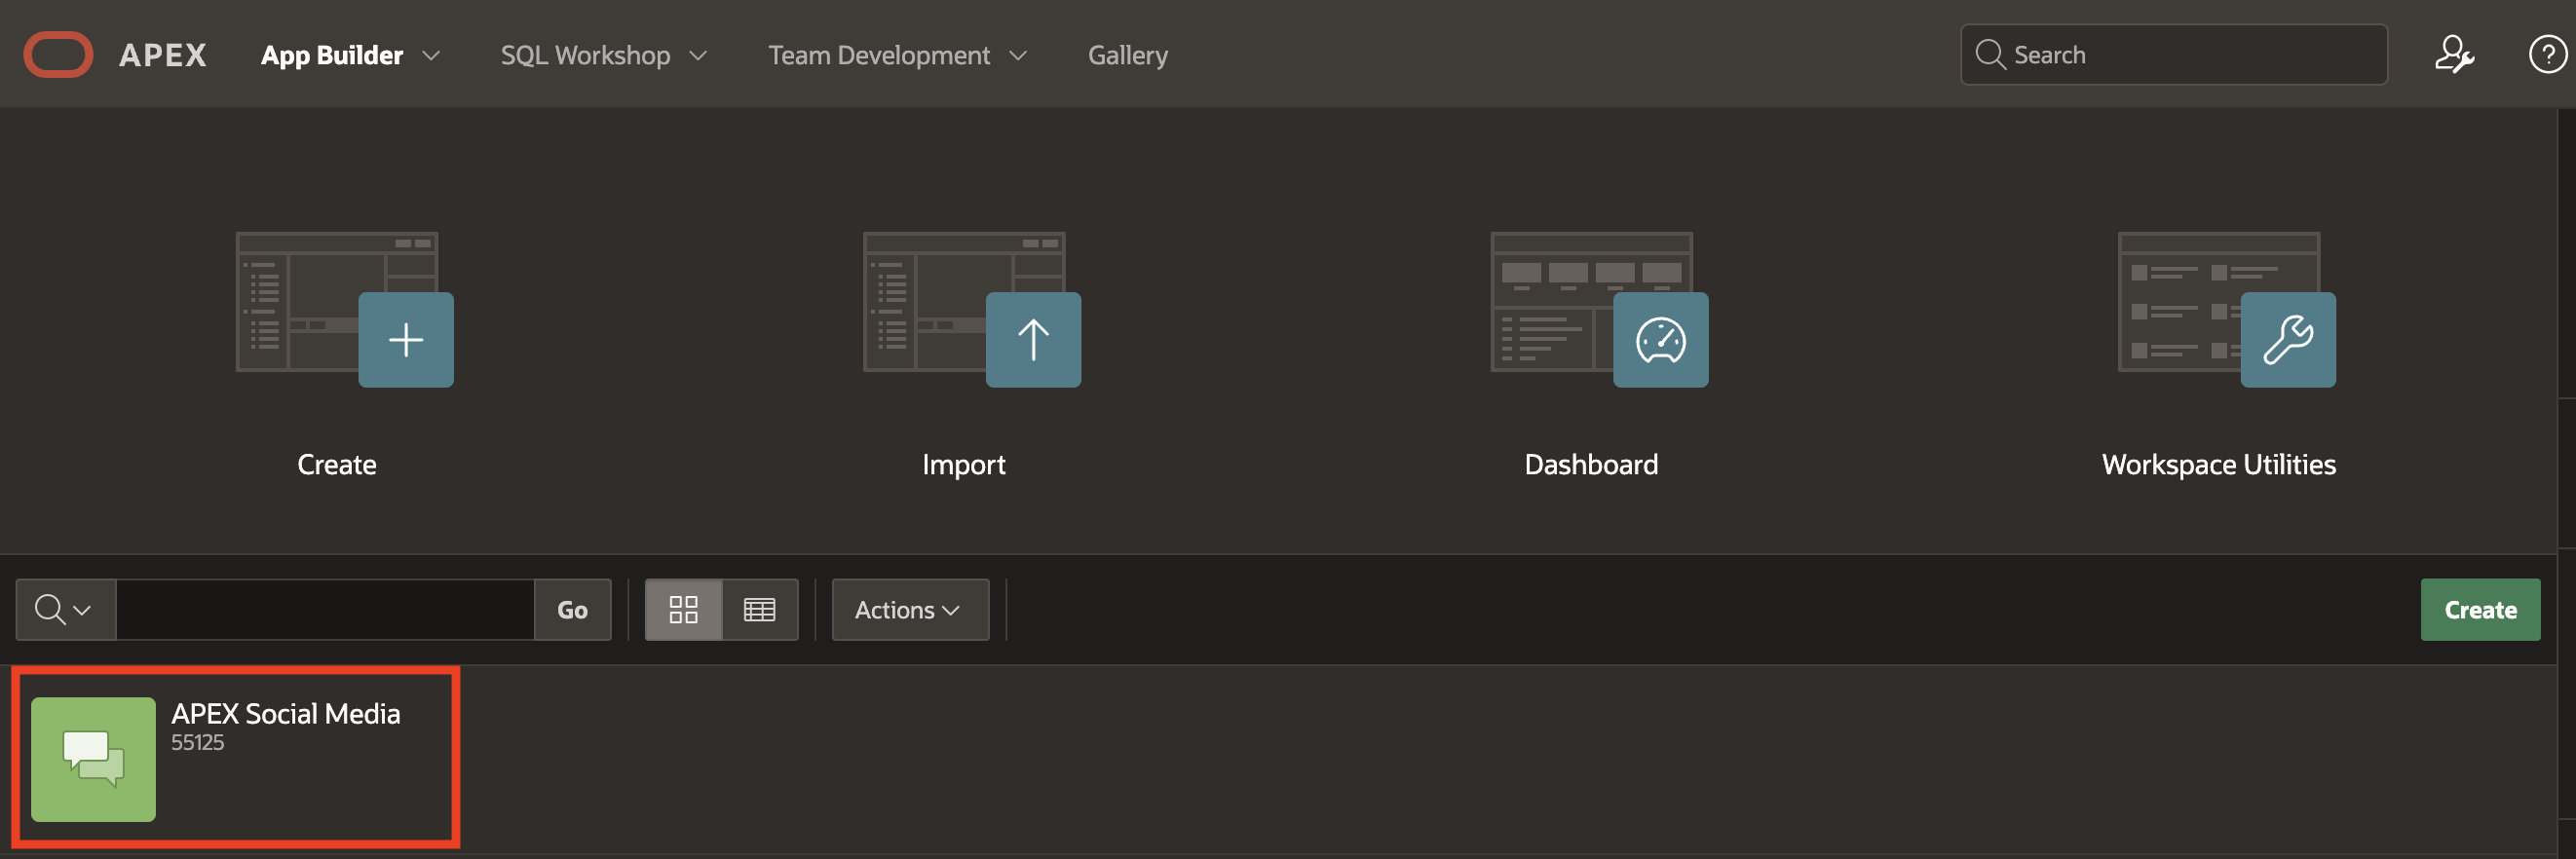 APEX App Builder SQL Workshop Team Development Gallery Search ?
Create Import Dashboard Workspace Utilities
Go Actions Create
APEX Social Media
55125